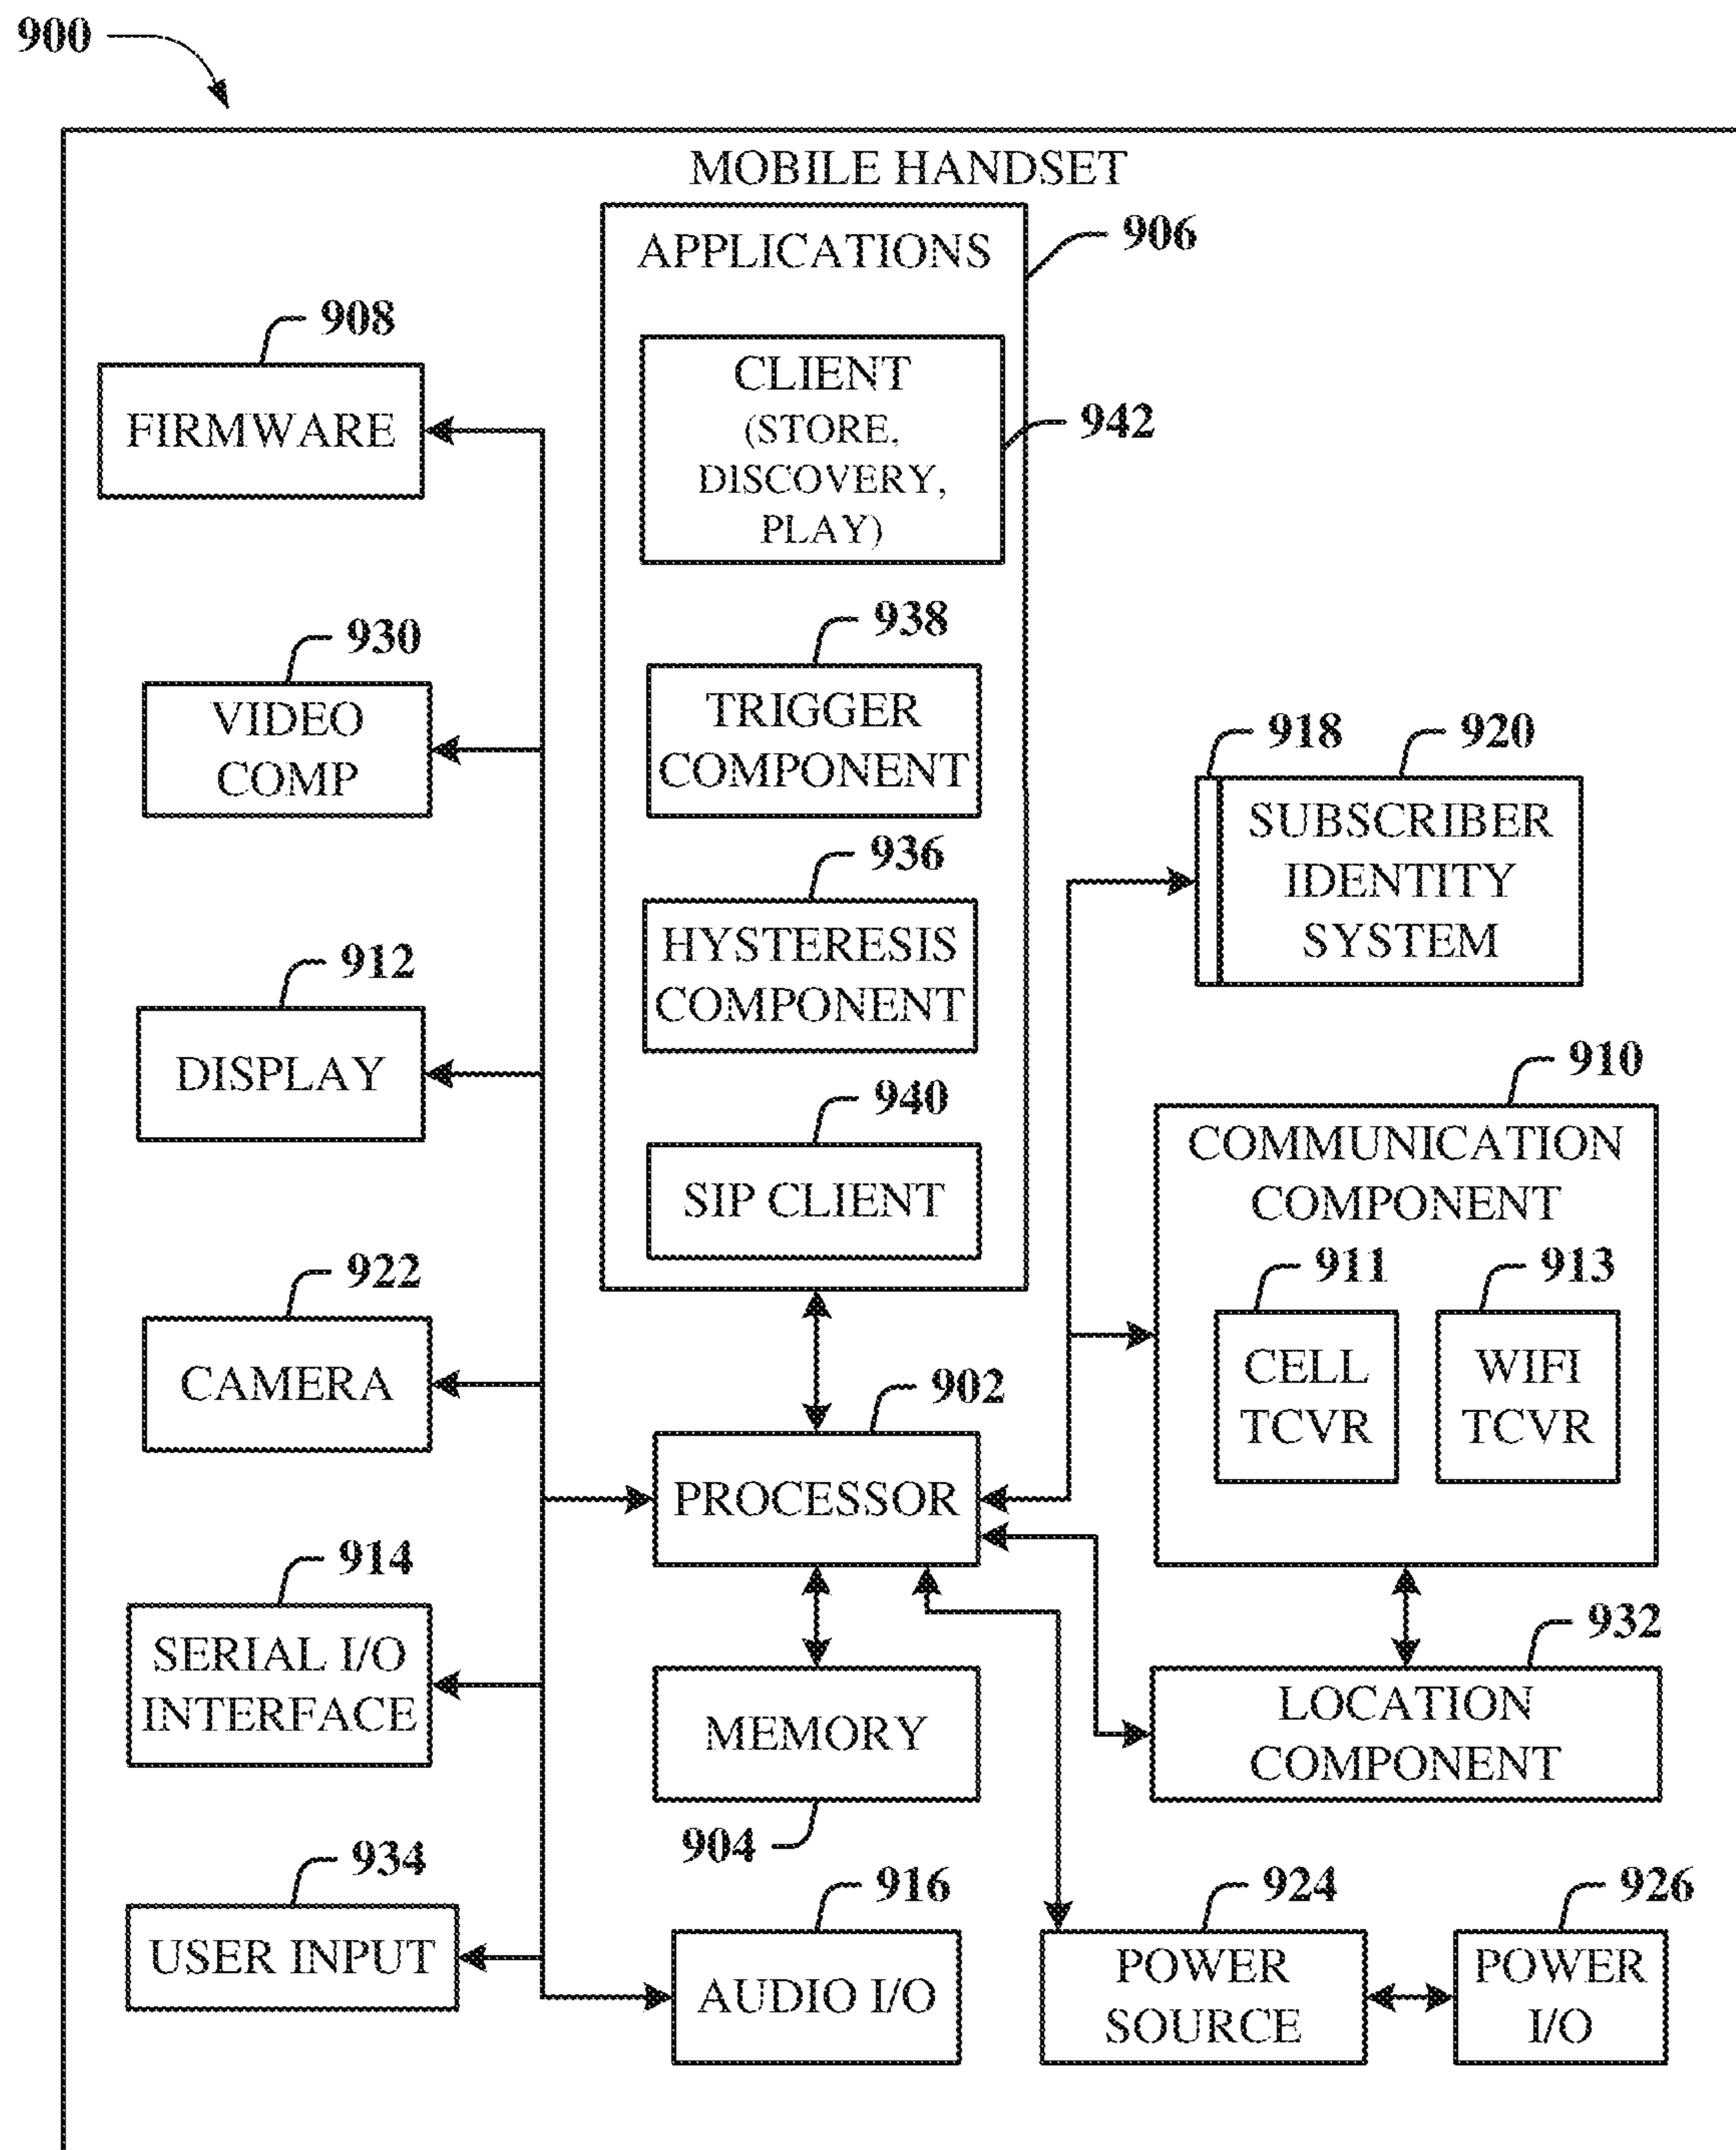 900
MOBILE HANDSET
APPLICATIONS
906
CLIENT
(STORE,
DISCOVERY,
PLAY)
942
938
TRIGGER
COMPONENT
936
HYSTERESIS
COMPONENT
940
SIP CLIENT
908
FIRMWARE
930
VIDEO
COMP
912
DISPLAY
922
CAMERA
914
SERIAL I/O
INTERFACE
934
USER INPUT
902
PROCESSOR
MEMORY
904
916
AUDIO I/O
918
920
SUBSCRIBER
IDENTITY
SYSTEM
910
COMMUNICATION
COMPONENT
911
CELL
TCVR
913
WIFI
TCVR
932
LOCATION
COMPONENT
924
POWER
SOURCE
926
POWER
I/O